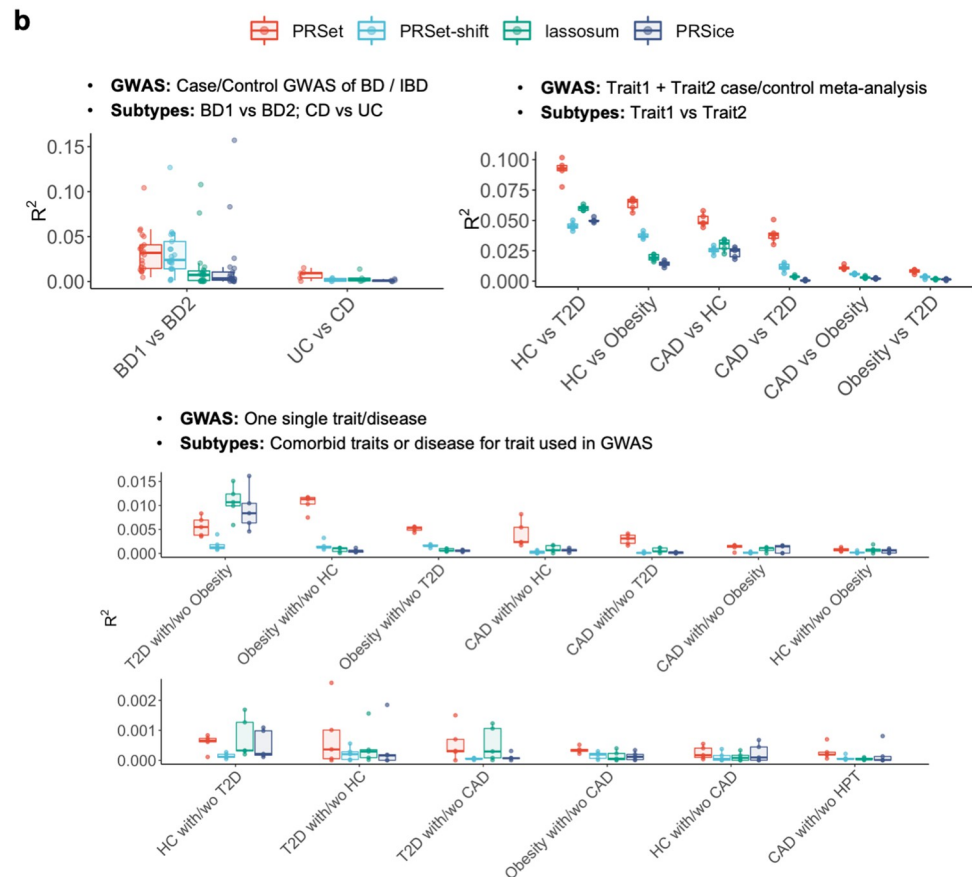 b
PRSet PRSet-shift lassosum PRSice
• GWAS: Case/Control GWAS of BD / IBD
• Subtypes: BD1 vs BD2; CD vs UC
R²
0.15
0.10
0.05
0.00
BD1 vs BD2
UC vs CD
• GWAS: Trait1 + Trait2 case/control meta-analysis
• Subtypes: Trait1 vs Trait2
R²
0.100
0.075
0.050
0.025
0.000
HC vs T2D
HC vs Obesity
CAD vs HC
CAD vs T2D
CAD vs Obesity
Obesity vs T2D
• GWAS: One single trait/disease
• Subtypes: Comorbid traits or disease for trait used in GWAS
0.015
0.010
0.005
0.000
T2D with/wo Obesity
Obesity with/wo HC
Obesity with/wo T2D
CAD with/wo HC
CAD with/wo T2D
CAD with/wo Obesity
HC with/wo Obesity
R²
0.002
0.001
0.000
HC with/wo T2D
T2D with/wo HC
T2D with/wo CAD
Obesity with/wo CAD
HC with/wo CAD
CAD with/wo HPT